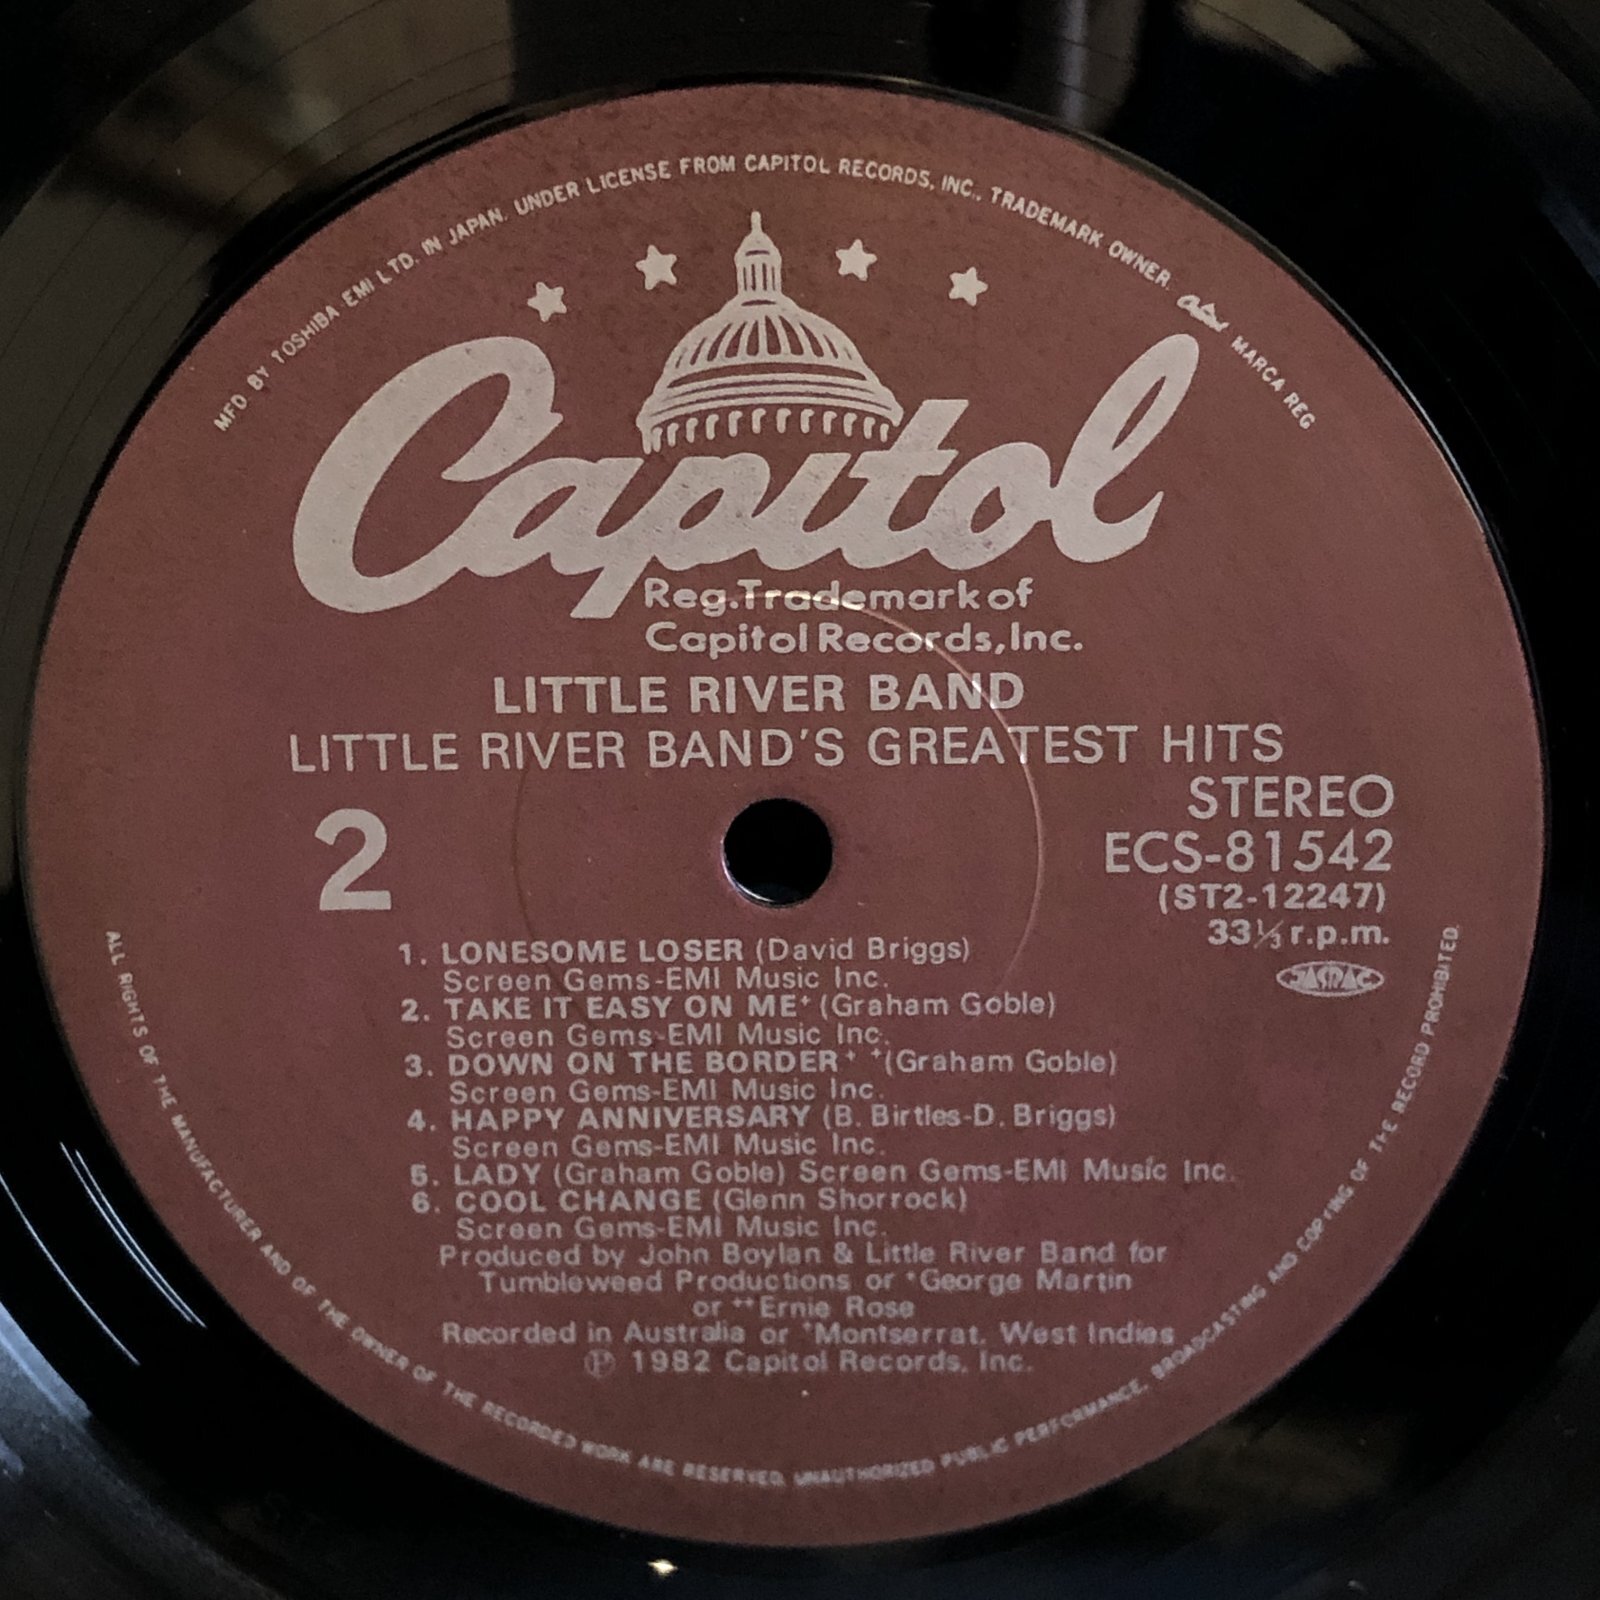 MFD BY TOSHIBA EMI LTD. IN JAPAN. UNDER LICENSE FROM CAPITOL RECORDS, INC., TRADEMARK OWNER. Capitol MARCA REG
Capitol
Reg.Trademark of
Capitol Records,Inc.
LITTLE RIVER BAND
LITTLE RIVER BAND'S GREATEST HITS
STEREO
2
ECS-81542
(ST2-12247)
33⅓ r.p.m.
JASRAC
1. LONESOME LOSER (David Briggs)
Screen Gems-EMI Music Inc.
2. TAKE IT EASY ON ME⁺ (Graham Goble)
Screen Gems-EMI Music Inc.
3. DOWN ON THE BORDER⁺ ⁺(Graham Goble)
Screen Gems-EMI Music Inc.
4. HAPPY ANNIVERSARY (B. Birtles-D. Briggs)
Screen Gems-EMI Music Inc.
5. LADY (Graham Goble) Screen Gems-EMI Music Inc.
6. COOL CHANGE (Glenn Shorrock)
Screen Gems-EMI Music Inc.
Produced by John Boylan & Little River Band for
Tumbleweed Productions or ⁺George Martin
or ⁺⁺Ernie Rose
Recorded in Australia or ⁺Montserrat, West Indies
℗ 1982 Capitol Records, Inc.
ALL RIGHTS OF THE MANUFACTURER AND OF THE OWNER OF THE RECORDED WORK ARE RESERVED. UNAUTHORIZED PUBLIC PERFORMANCE, BROADCASTING AND COPYING OF THE RECORD PROHIBITED.